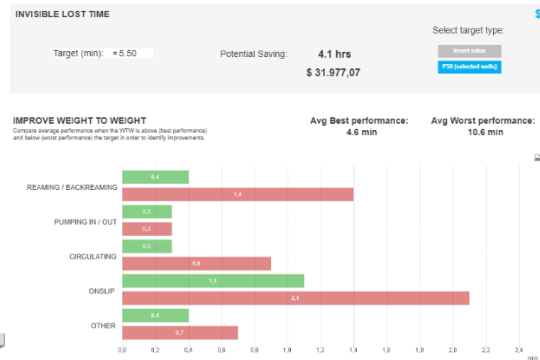 INVISIBLE LOST TIME
$
Select target type:
Target (min): = 5.50
Potential Saving: 4.1 hrs
Insert value
$ 31.977,07
P50 (selected wells)
IMPROVE WEIGHT TO WEIGHT
Compare average performance when the WTW is above (best performance)
and below (worst performance) the target in order to identify improvements.
Avg Best performance:
4.6 min
Avg Worst performance:
10.6 min
REAMING / BACKREAMING
0,4
1,4
PUMPING IN / OUT
0,3
0,3
CIRCULATING
0,3
0,9
ONSLIP
1,1
2,1
OTHER
0,4
0,7
0,0 0,2 0,4 0,6 0,8 1,0 1,2 1,4 1,6 1,8 2,0 2,2 2,4
min